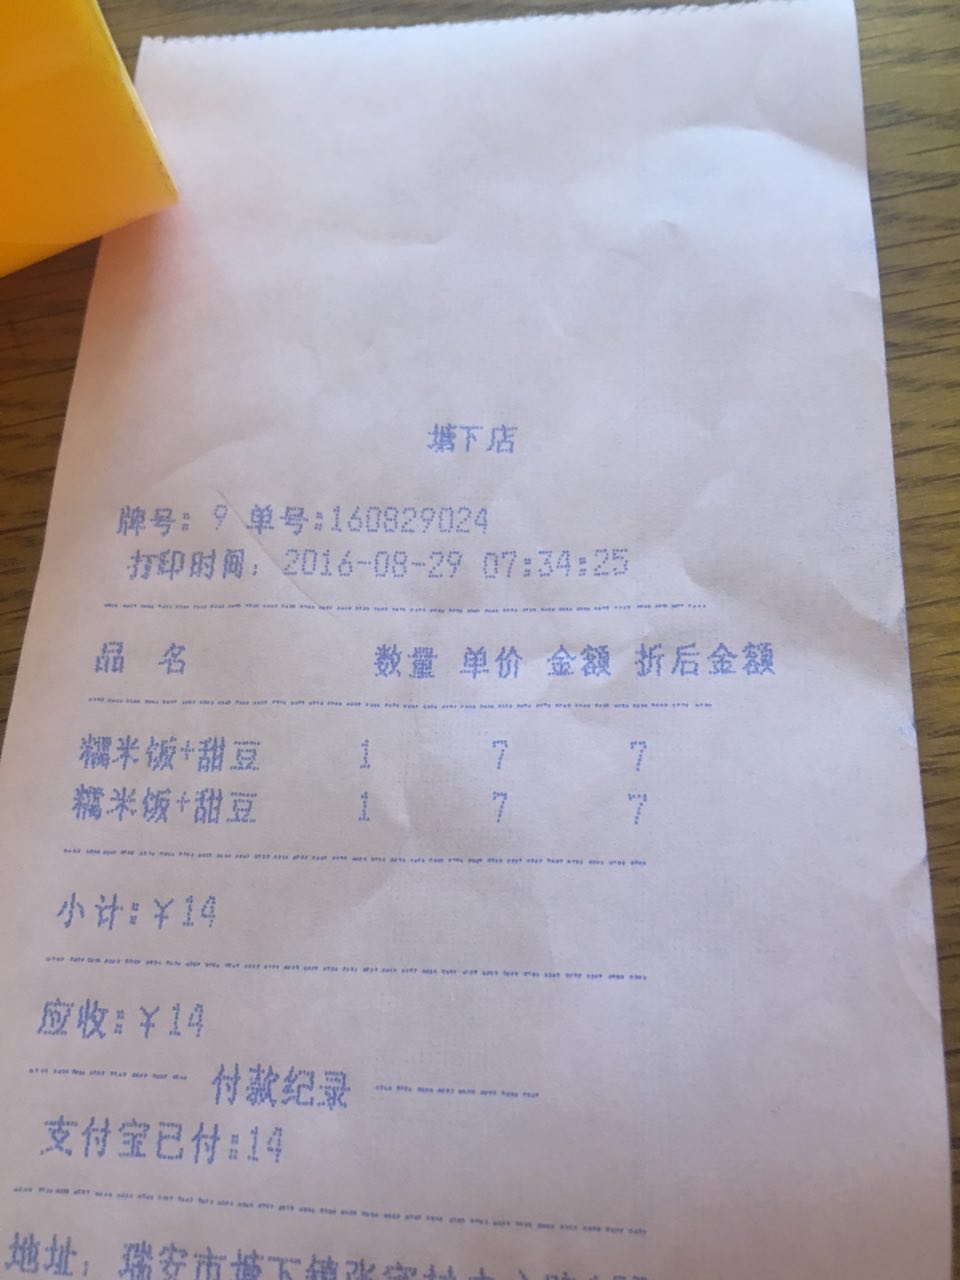 塘下店
牌号: 9 单号:160829024
打印时间: 2016-08-29 07:34:25
品 名 数量 单价 金额 折后金额
糯米饭+甜豆 1 7 7
糯米饭+甜豆 1 7 7
小计:¥14
应收:¥14
付款纪录
支付宝已付:14
地址: 瑞安市塘下镇张家村